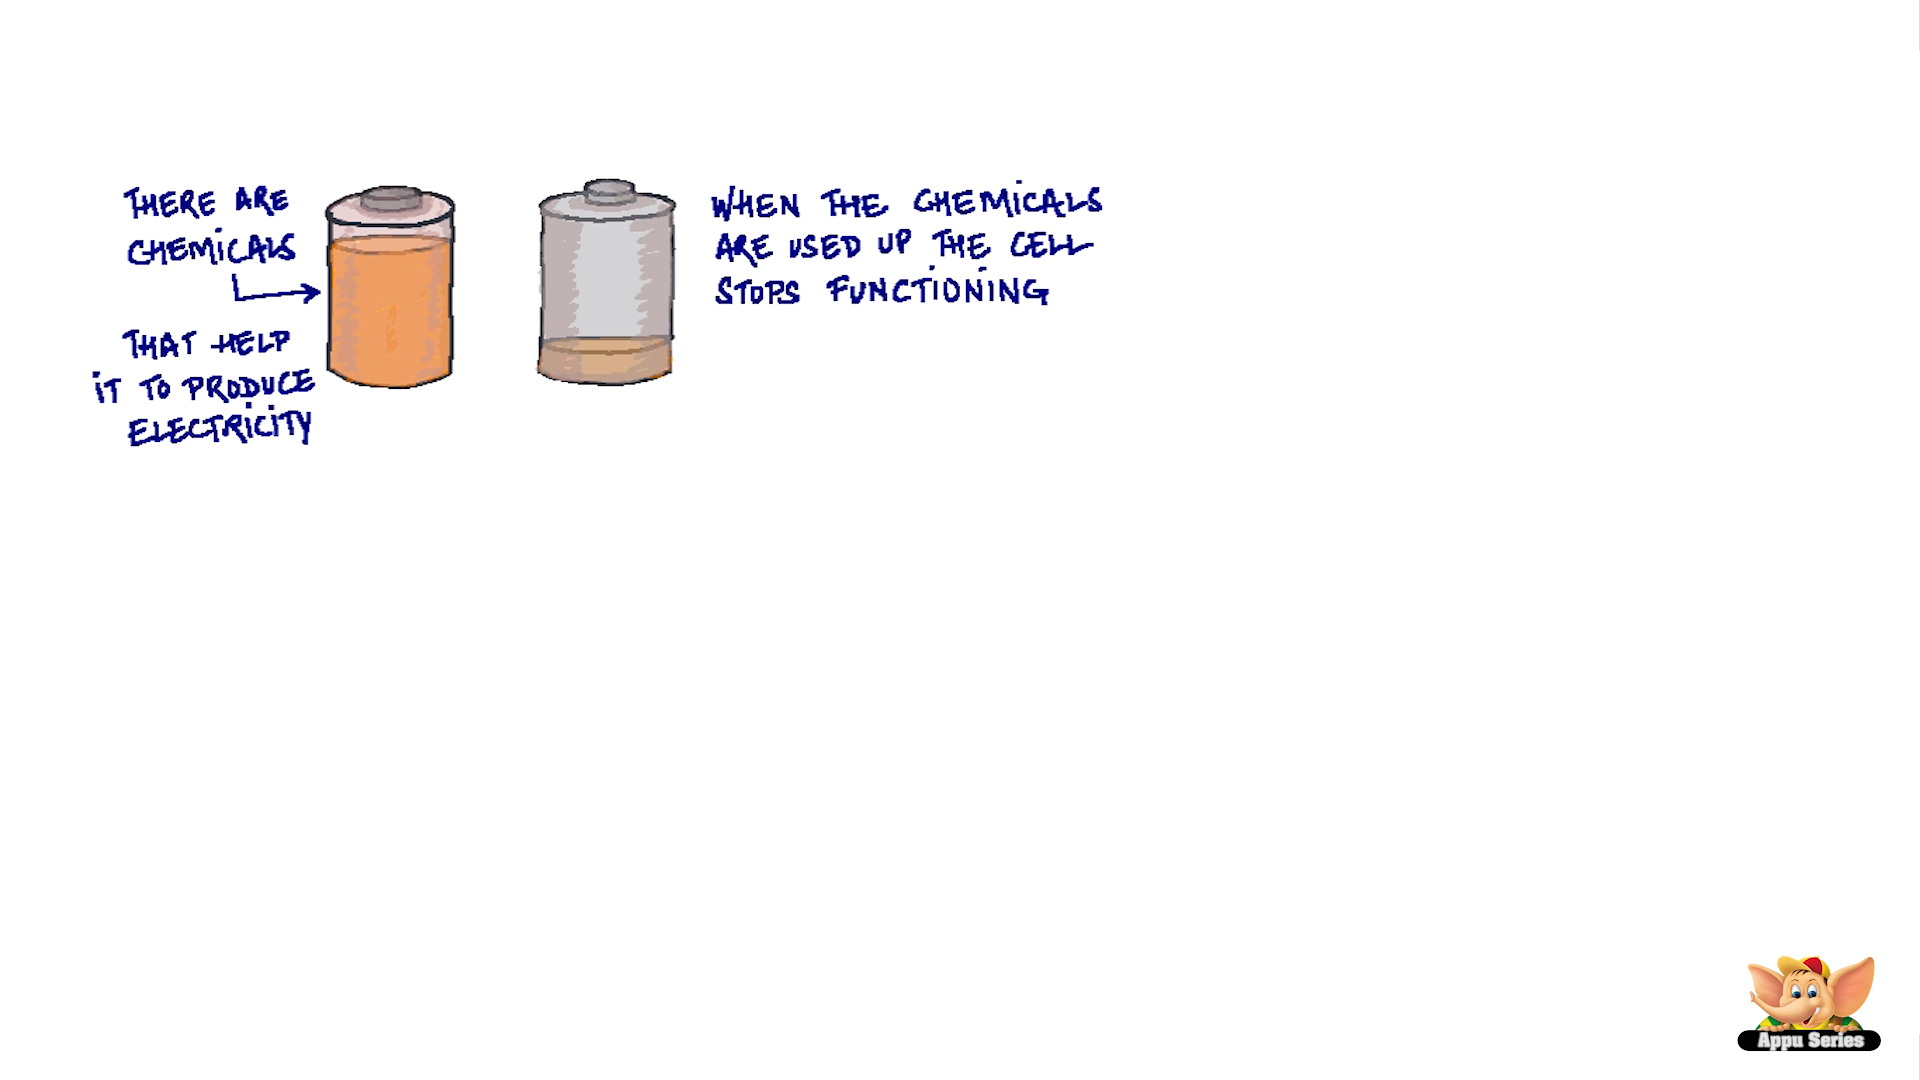 THERE ARE
CHEMICALS
THAT HELP
IT TO PRODUCE
ELECTRICITY
WHEN THE CHEMICALS
ARE USED UP THE CELL
STOPS FUNCTIONING
Appu Series